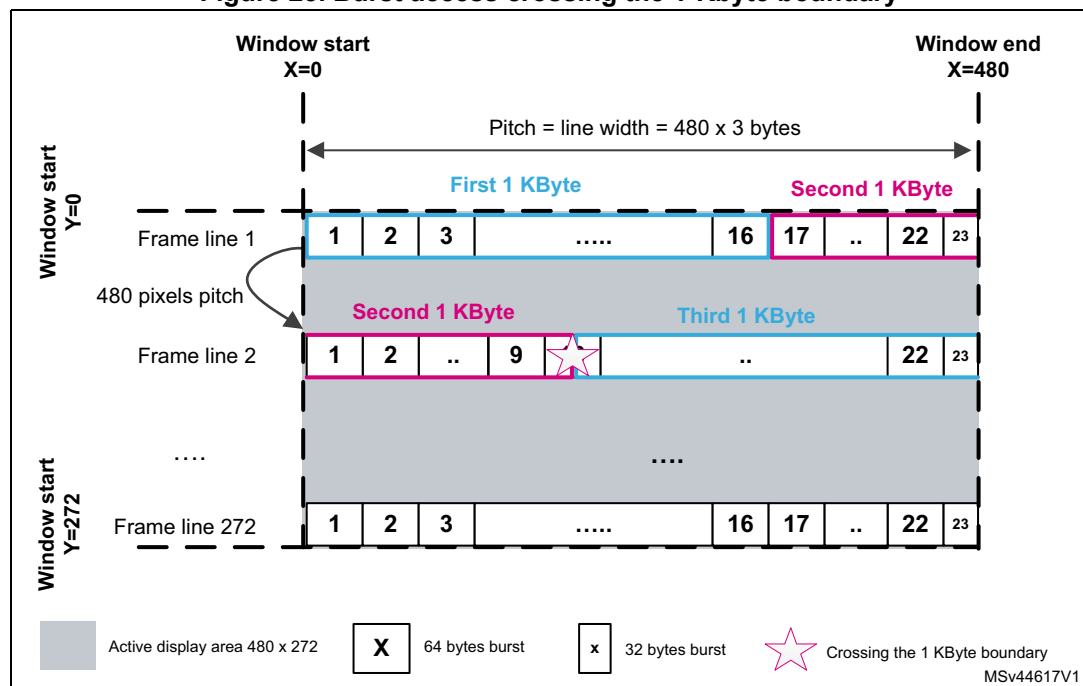 Window start
X=0
Window end
X=480
Pitch = line width = 480 x 3 bytes
Window start
Y=0
First 1 KByte
Second 1 KByte
Frame line 1
1 2 3 ..... 16 17 .. 22 23
480 pixels pitch
Second 1 KByte
Third 1 KByte
Frame line 2
1 2 .. 9 .. 22 23
....
....
Window start
Y=272
Frame line 272
1 2 3 ..... 16 17 .. 22 23
Active display area 480 x 272
X
64 bytes burst
x
32 bytes burst
Crossing the 1 KByte boundary
MSv44617V1